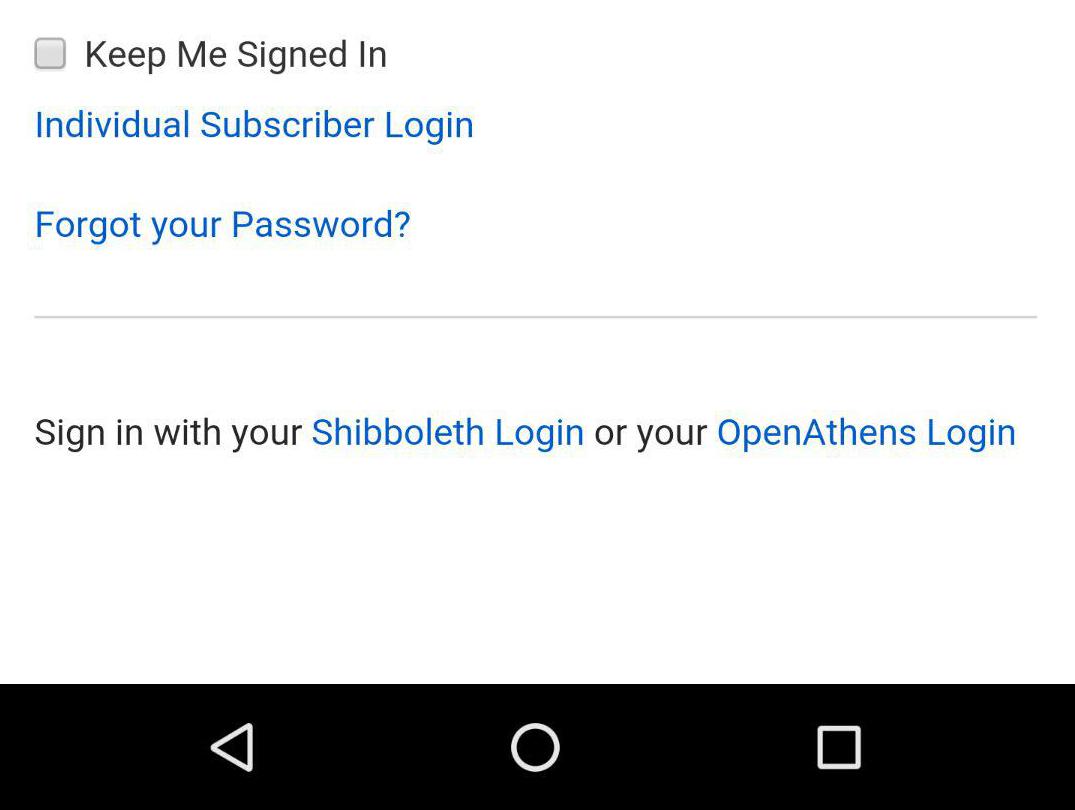 Keep Me Signed In
Individual Subscriber Login
Forgot your Password?
Sign in with your Shibboleth Login or your OpenAthens Login